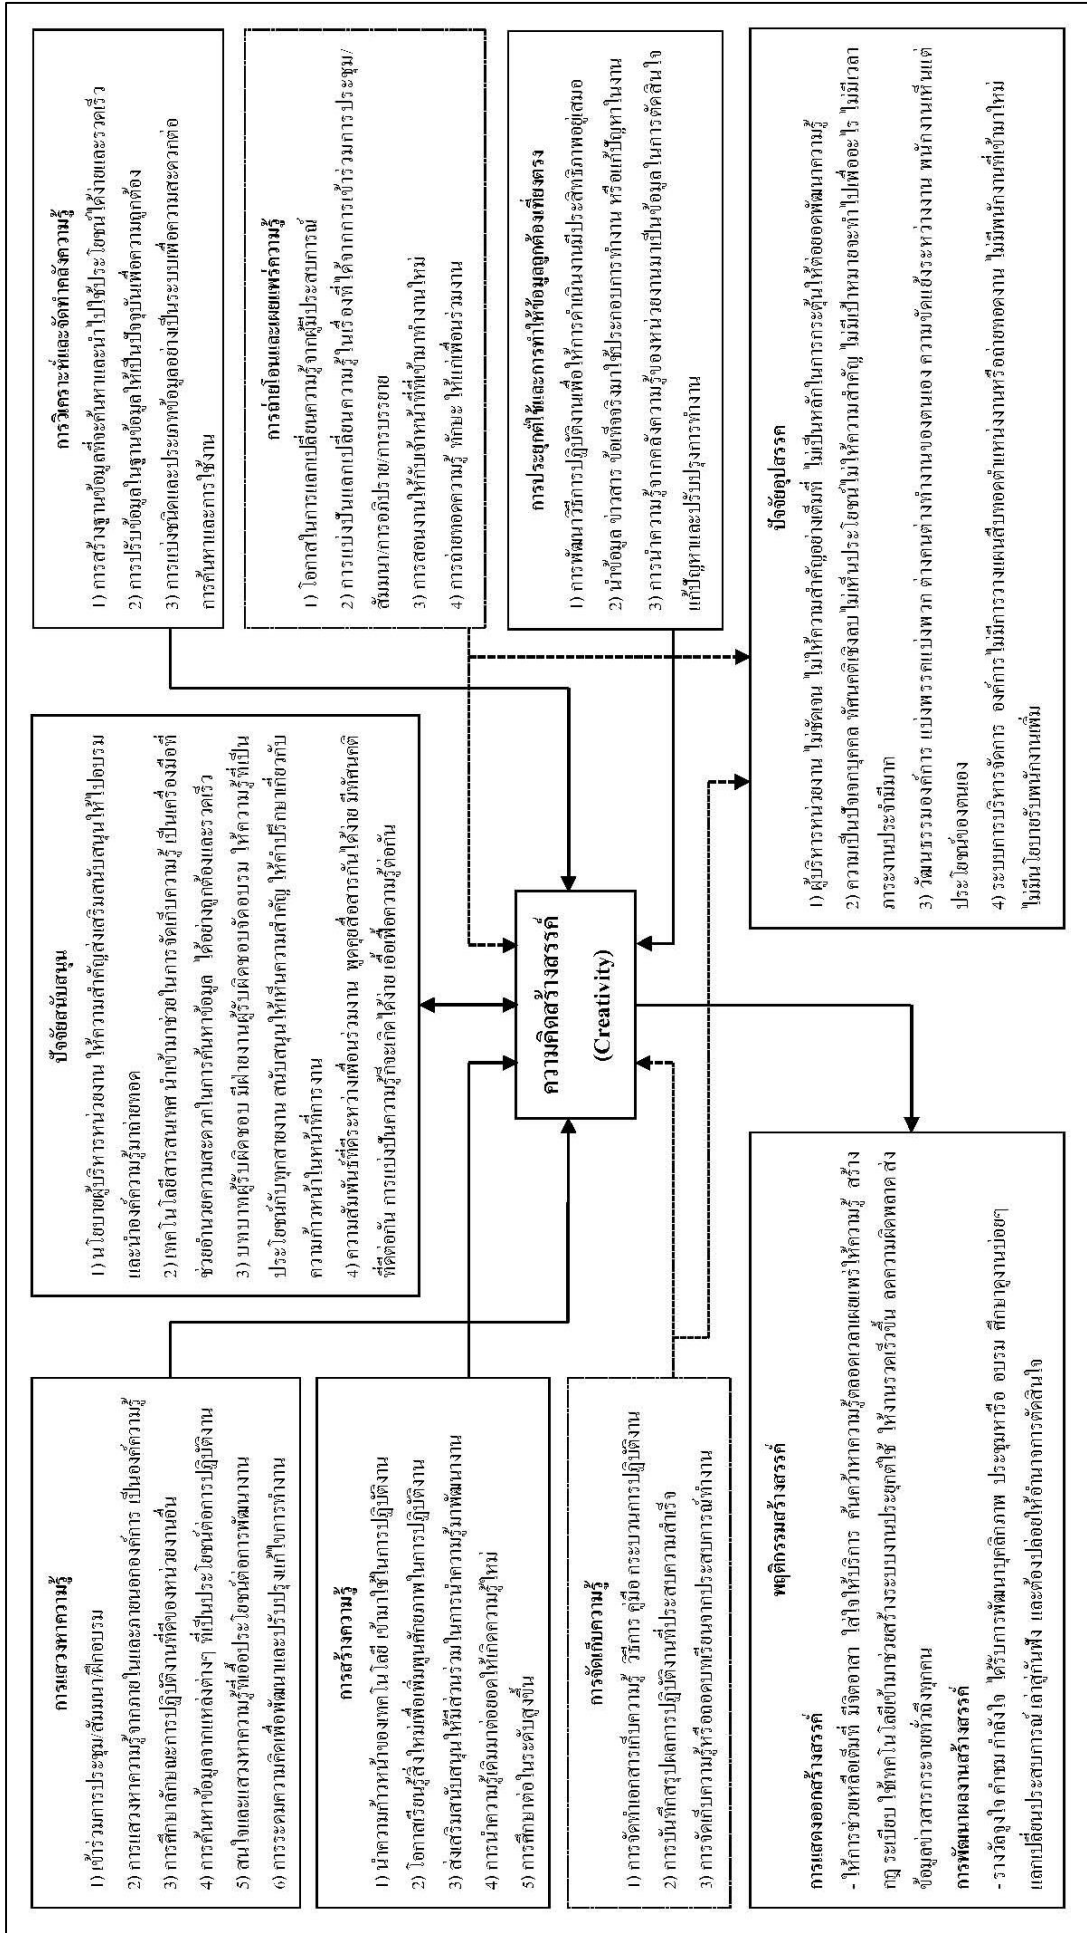 การแสวงหาความรู้
1) เข้าร่วมการประชุม/สัมมนา/ฝึกอบรม
2) การแสวงหาความรู้จากภายในและภายนอกองค์การ เป็นองค์ความรู้
3) การศึกษาลักษณะการปฏิบัติงานที่ดีของหน่วยงานอื่น
4) การค้นหาข้อมูลจากแหล่งต่างๆ ที่เป็นประโยชน์ต่อการปฏิบัติงาน
5) สนใจและแสวงหาความรู้ที่เอื้อประโยชน์ต่อการพัฒนางาน
6) การระดมความคิดเพื่อพัฒนาและปรับปรุงแก้ไขการทำงาน
การสร้างความรู้
1) นำความก้าวหน้าของเทคโนโลยี เข้ามาใช้ในการปฏิบัติงาน
2) โอกาสเรียนรู้สิ่งใหม่เพื่อเพิ่มพูนศักยภาพในการปฏิบัติงาน
3) ส่งเสริมสนับสนุนให้มีส่วนร่วมในการนำความรู้มาพัฒนางาน
4) การนำความรู้เดิมมาต่อยอดให้เกิดความรู้ใหม่
5) การศึกษาต่อในระดับสูงขึ้น
การจัดเก็บความรู้
1) การจัดทำเอกสารเก็บความรู้ วิธีการ คู่มือ กระบวนการปฏิบัติงาน
2) การบันทึกสรุปผลการปฏิบัติงานที่ประสบความสำเร็จ
3) การจัดเก็บความรู้หรือถอดบทเรียนจากประสบการณ์ทำงาน
ปัจจัยสนับสนุน
1) นโยบายผู้บริหารหน่วยงาน ให้ความสำคัญส่งเสริมสนับสนุนให้ไปอบรม
และนำองค์ความรู้มาถ่ายทอด
2) เทคโนโลยีสารสนเทศ นำเข้ามาช่วยในการจัดเก็บความรู้ เป็นเครื่องมือที่
ช่วยอำนวยความสะดวกในการค้นหาข้อมูล ได้อย่างถูกต้องและรวดเร็ว
3) บทบาทผู้รับผิดชอบ มีฝ่ายงานผู้รับผิดชอบจัดอบรม ให้ความรู้ที่เป็น
ประโยชน์กับทุกสายงาน สนับสนุนให้เห็นความสำคัญ ให้คำปรึกษาเกี่ยวกับ
ความก้าวหน้าในหน้าที่การงาน
4) ความสัมพันธ์ที่ดีระหว่างเพื่อนร่วมงาน พูดคุยสื่อสารกันได้ง่าย มีทัศนคติ
ที่ดีต่อกัน การแบ่งปันความรู้ก็จะเกิดได้ง่าย เอื้อเฟื้อความรู้ต่อกัน
ความคิดสร้างสรรค์
(Creativity)
การวิเคราะห์และจัดทำคลังความรู้
1) การสร้างฐานข้อมูลที่จะค้นหาและนำไปใช้ประโยชน์ได้ง่ายและรวดเร็ว
2) การปรับข้อมูลในฐานข้อมูลให้เป็นปัจจุบันเพื่อความถูกต้อง
3) การแบ่งชนิดและประเภทข้อมูลอย่างเป็นระบบเพื่อความสะดวกต่อ
การค้นหาและการใช้งาน
การถ่ายโอนและเผยแพร่ความรู้
1) โอกาสในการแลกเปลี่ยนความรู้จากผู้มีประสบการณ์
2) การแบ่งปันแลกเปลี่ยนความรู้ในเรื่องที่ได้จากการเข้าร่วมการประชุม/
สัมมนา/การอภิปราย/การบรรยาย
3) การสอนงานให้กับเจ้าหน้าที่ที่เข้ามาทำงานใหม่
4) การถ่ายทอดความรู้ ทักษะ ให้แก่เพื่อนร่วมงาน
การประยุกต์ใช้และการทำให้ข้อมูลถูกต้องเที่ยงตรง
1) การพัฒนาวิธีการปฏิบัติงานเพื่อให้การดำเนินงานมีประสิทธิภาพอยู่เสมอ
2) นำข้อมูล ข่าวสาร ข้อเท็จจริงมาใช้ประกอบการทำงาน หรือแก้ปัญหาในงาน
3) การนำความรู้จากคลังความรู้ของหน่วยงานมาเป็นข้อมูลในการตัดสินใจ
แก้ปัญหาและปรับปรุงการทำงาน
พฤติกรรมสร้างสรรค์
การแสดงออกสร้างสรรค์
- ให้การช่วยเหลือเต็มที่ มีจิตอาสา ใส่ใจให้บริการ ค้นคว้าหาความรู้ตลอดเวลาเผยแพร่ให้ความรู้ สร้าง
กฎ ระเบียบ ใช้เทคโนโลยีเข้ามาช่วยสร้างระบบงานประยุกต์ใช้ ให้งานรวดเร็วขึ้น ลดความผิดพลาด ส่ง
ข้อมูลข่าวสารกระจายทั่วถึงทุกคน
การพัฒนาผลงานสร้างสรรค์
- รางวัลจูงใจ คำชม กำลังใจ ได้รับการพัฒนาบุคลิกภาพ ประชุมหารือ อบรม ศึกษาดูงานบ่อยๆ
แลกเปลี่ยนประสบการณ์ เล่าสู่กันฟัง และต้องปล่อยให้อำนาจการตัดสินใจ
ปัจจัยอุปสรรค
1) ผู้บริหารหน่วยงาน ไม่ชัดเจน ไม่ให้ความสำคัญอย่างเต็มที่ ไม่เป็นหลักในการกระตุ้นให้ต่อยอดพัฒนาความรู้
2) ความเป็นปัจเจกบุคคล ทัศนคติเชิงลบ ไม่เห็นประโยชน์ไม่ให้ความสำคัญ ไม่มีเป้าหมายจะทำไปเพื่ออะไร ไม่มีเวลา
ภาระงานประจำมีมาก
3) วัฒนธรรมองค์การ แบ่งพรรคแบ่งพวก ต่างคนต่างทำงานของตนเอง ความขัดแย้งระหว่างงาน พนักงานเห็นแต่
ประโยชน์ของตนเอง
4) ระบบการบริหารจัดการ องค์การ ไม่มีการวางแผนสืบทอดตำแหน่งงานหรือถ่ายทอดงาน ไม่มีพนักงานที่เข้ามาใหม่
ไม่มีนโยบายรับพนักงานเพิ่ม